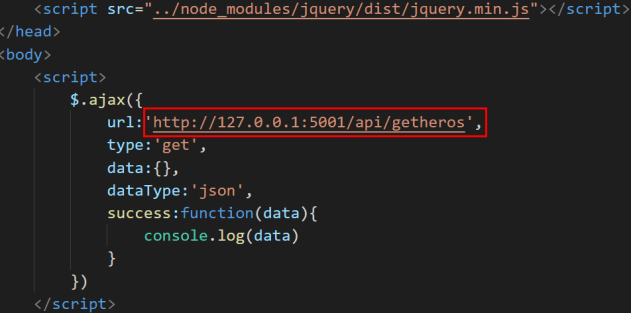 <script src="../node_modules/jquery/dist/jquery.min.js"></script>
</head>
<body>
<script>
$.ajax({
url:'http://127.0.0.1:5001/api/getheros',
type:'get',
data:{},
dataType:'json',
success:function(data){
console.log(data)
}
})
</script>